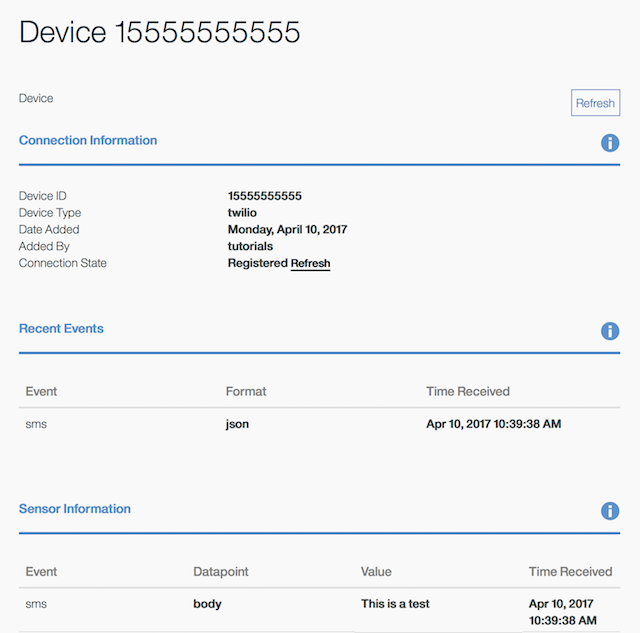 Device 15555555555
Device
Refresh
Connection Information
Device ID 15555555555
Device Type twilio
Date Added Monday, April 10, 2017
Added By tutorials
Connection State Registered Refresh
Recent Events
Event Format Time Received
sms json Apr 10, 2017 10:39:38 AM
Sensor Information
Event Datapoint Value Time Received
sms body This is a test Apr 10, 2017
10:39:38 AM